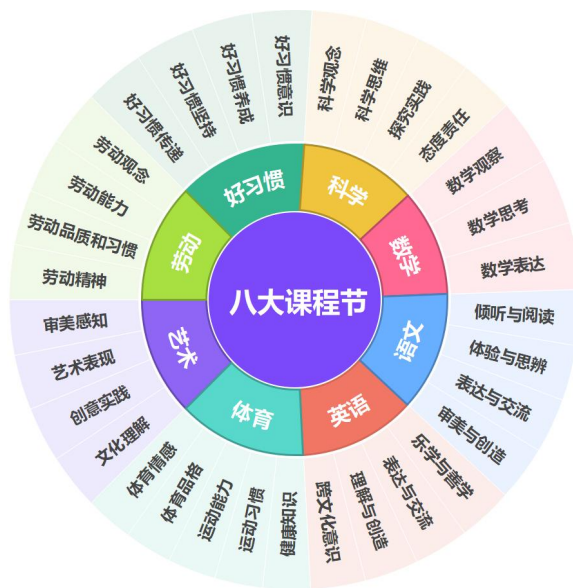 八大课程节
好习惯
好习惯传递
好习惯坚持
好习惯养成
好习惯意识
科学
科学观念
科学思维
探究实践
态度责任
数学
数学观察
数学思考
数学表达
语文
倾听与阅读
体验与思辨
表达与交流
审美与创造
英语
乐学与善学
表达与交流
理解与创造
跨文化意识
体育
健康知识
运动习惯
运动能力
体育品格
体育情感
艺术
文化理解
创意实践
艺术表现
审美感知
劳动
劳动精神
劳动品质和习惯
劳动能力
劳动观念